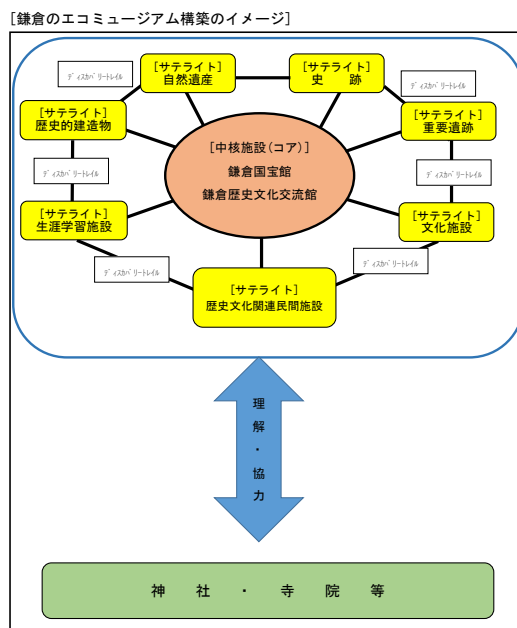 [鎌倉のエコミュージアム構築のイメージ]
[サテライト]
自然遺産
[サテライト]
史　跡
ﾃﾞｨｽｶﾊﾞﾘｰﾄﾚｲﾙ
ﾃﾞｨｽｶﾊﾞﾘｰﾄﾚｲﾙ
[サテライト]
歴史的建造物
[サテライト]
重要遺跡
[中核施設(コア)]
鎌倉国宝館
鎌倉歴史文化交流館
ﾃﾞｨｽｶﾊﾞﾘｰﾄﾚｲﾙ
ﾃﾞｨｽｶﾊﾞﾘｰﾄﾚｲﾙ
[サテライト]
生涯学習施設
[サテライト]
文化施設
ﾃﾞｨｽｶﾊﾞﾘｰﾄﾚｲﾙ
ﾃﾞｨｽｶﾊﾞﾘｰﾄﾚｲﾙ
[サテライト]
歴史文化関連民間施設
理解・協力
神　社　・　寺　院　等